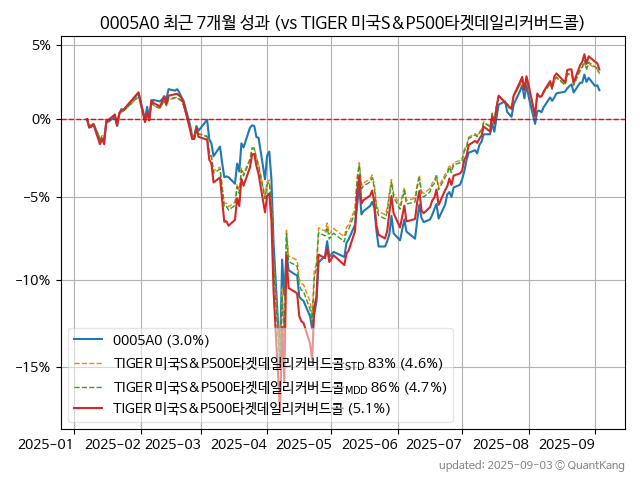 0005A0 최근 7개월 성과 (vs TIGER 미국S&P500타겟데일리커버드콜)
5%
0%
−5%
−10%
−15%
0005A0 (3.0%)
TIGER 미국S&P500타겟데일리커버드콜STD 83% (4.6%)
TIGER 미국S&P500타겟데일리커버드콜MDD 86% (4.7%)
TIGER 미국S&P500타겟데일리커버드콜 (5.1%)
2025-01 2025-02 2025-03 2025-04 2025-05 2025-06 2025-07 2025-08 2025-09
updated: 2025-09-03 © QuantKang